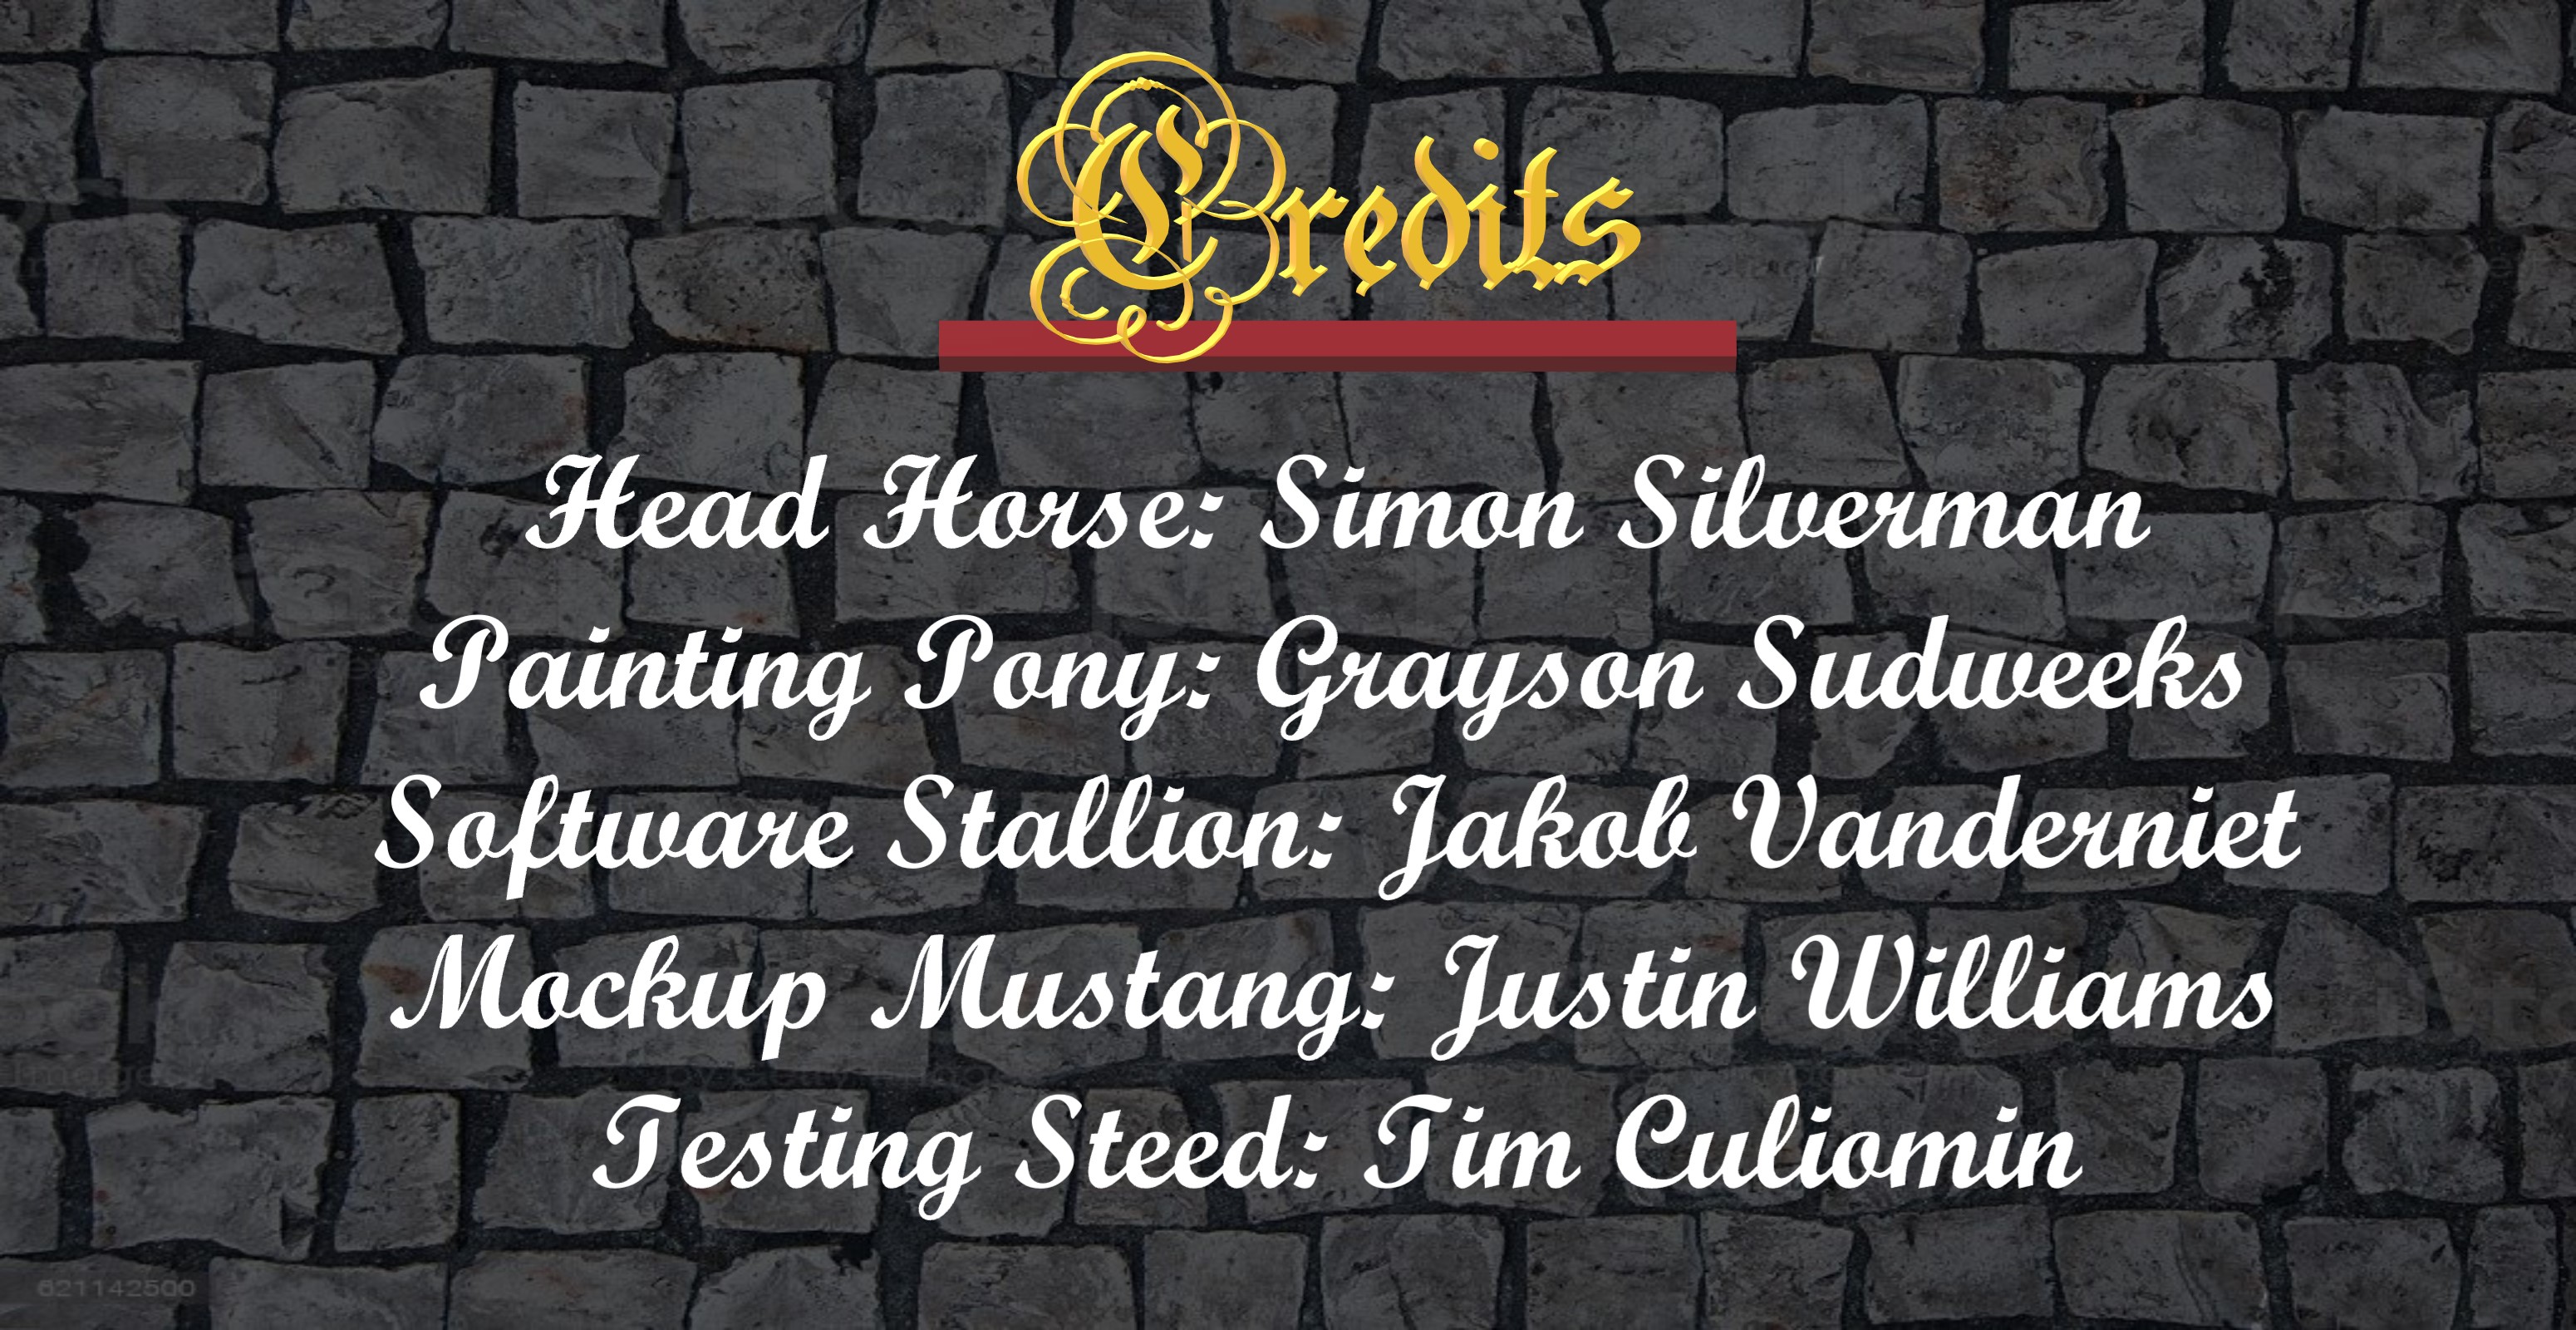 Credits
Head Horse: Simon Silverman
Painting Pony: Grayson Sudweeks
Software Stallion: Jakob Vanderniet
Mockup Mustang: Justin Williams
Testing Steed: Tim Culiomin
621142500